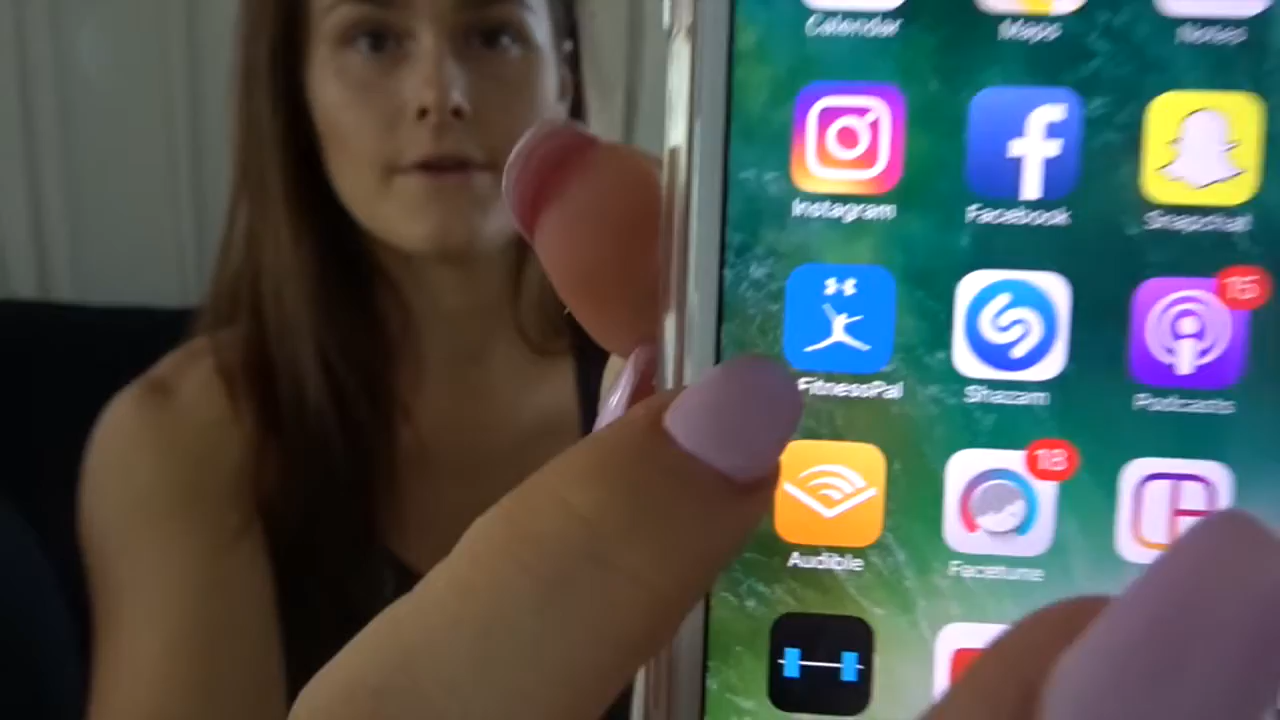 Calendar
Maps
Notes
Instagram
Facebook
Snapchat
FitnessPal
Shazam
15
Podcasts
Audible
18
Facetune